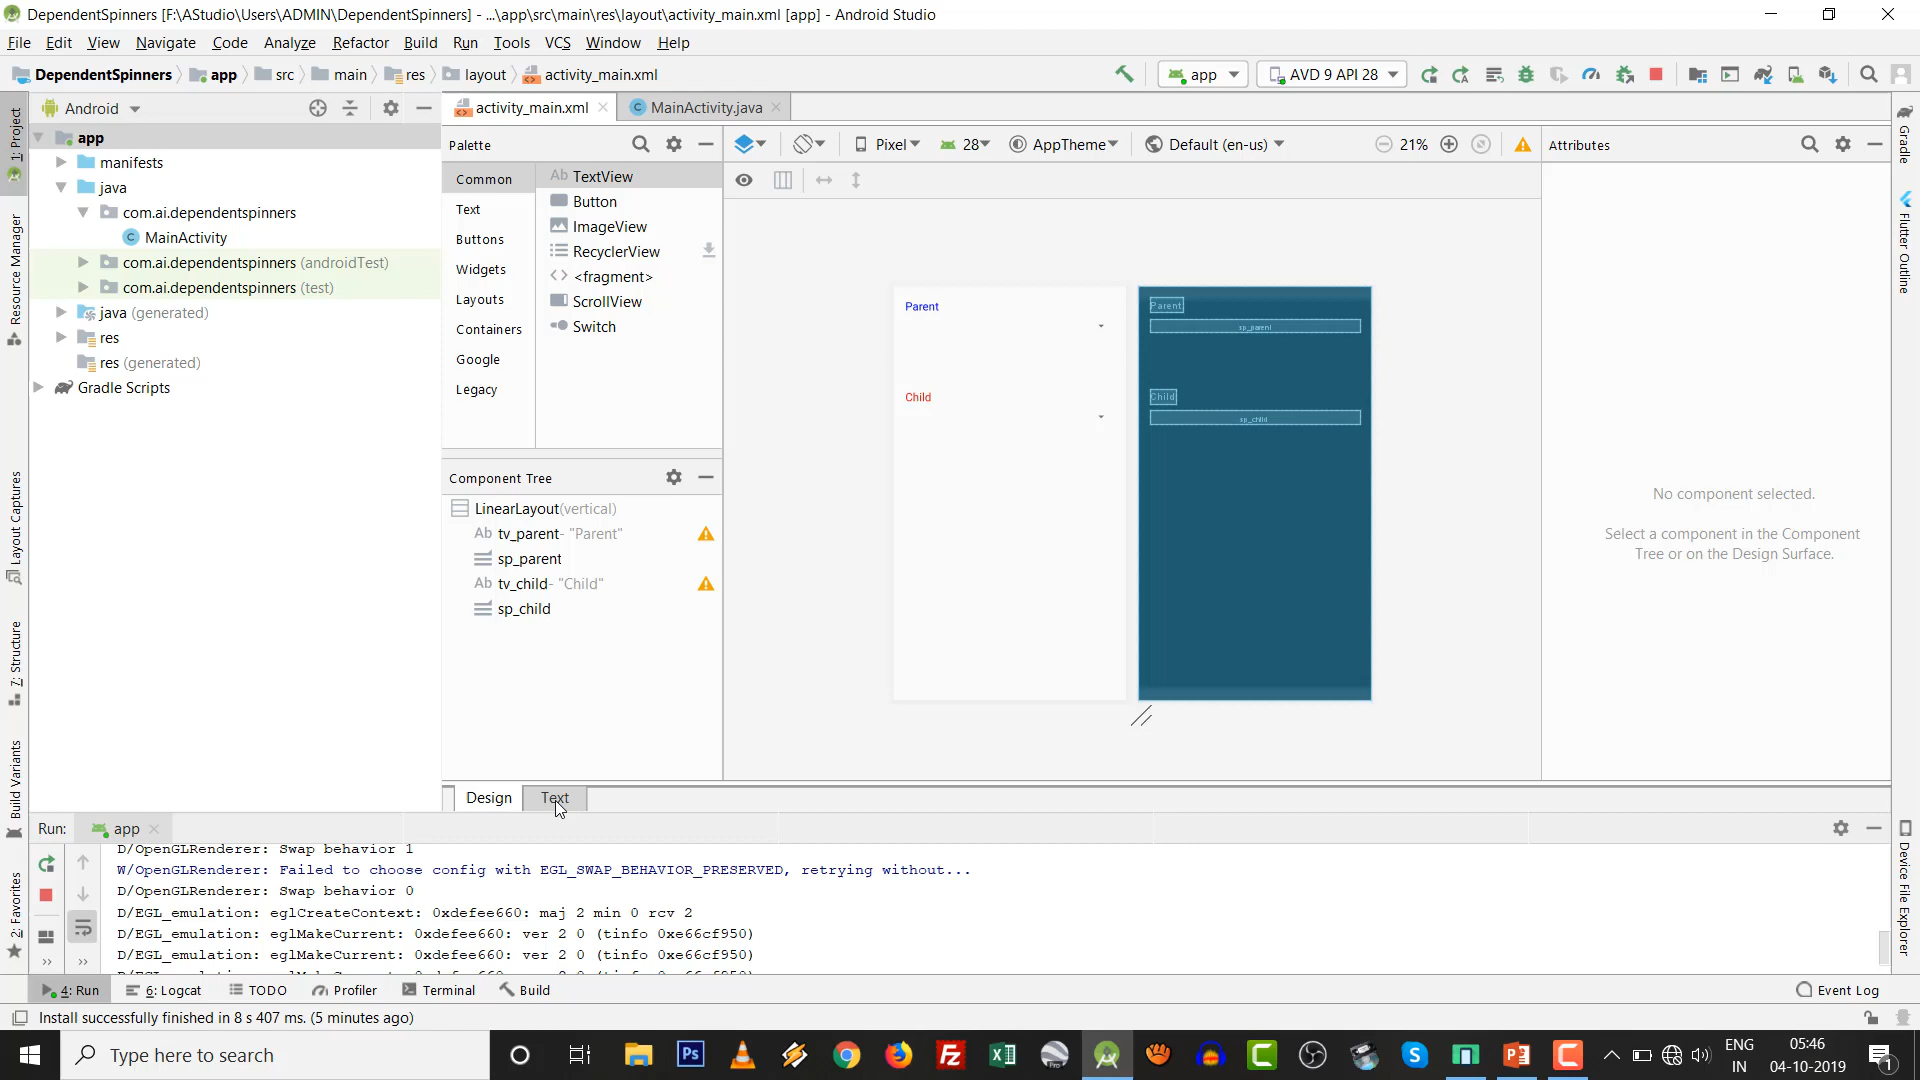 DependentSpinners [F:\AStudio\Users\ADMIN\DependentSpinners] - ...\app\src\main\res\layout\activity_main.xml [app] - Android Studio
File Edit View Navigate Code Analyze Refactor Build Run Tools VCS Window Help
DependentSpinners app src main res layout activity_main.xml
app AVD 9 API 28
1: Project
Resource Manager
Layout Captures
7: Structure
Build Variants
2: Favorites
Android
app
manifests
java
com.ai.dependentspinners
MainActivity
com.ai.dependentspinners (androidTest)
com.ai.dependentspinners (test)
java (generated)
res
res (generated)
Gradle Scripts
activity_main.xml MainActivity.java
Palette
Common
Text
Buttons
Widgets
Layouts
Containers
Google
Legacy
Ab TextView
Button
ImageView
RecyclerView
<fragment>
ScrollView
Switch
Component Tree
LinearLayout(vertical)
Ab tv_parent- "Parent"
sp_parent
Ab tv_child- "Child"
sp_child
Pixel 28 AppTheme Default (en-us) 21%
Parent
Child
Parent
sp_parent
Child
sp_child
Attributes
No component selected.
Select a component in the Component
Tree or on the Design Surface.
Gradle
Flutter Outline
Device File Explorer
Design Text
Run: app
D/OpenGLRenderer: Swap behavior 1
W/OpenGLRenderer: Failed to choose config with EGL_SWAP_BEHAVIOR_PRESERVED, retrying without...
D/OpenGLRenderer: Swap behavior 0
D/EGL_emulation: eglCreateContext: 0xdefee660: maj 2 min 0 rcv 2
D/EGL_emulation: eglMakeCurrent: 0xdefee660: ver 2 0 (tinfo 0xe66cf950)
D/EGL_emulation: eglMakeCurrent: 0xdefee660: ver 2 0 (tinfo 0xe66cf950)
4: Run 6: Logcat TODO Profiler Terminal Build Event Log
Install successfully finished in 8 s 407 ms. (5 minutes ago)
Type here to search
ENG
IN
05:46
04-10-2019
1